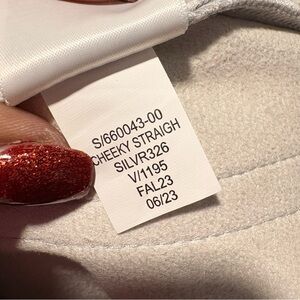 S/660043-00
CHEEKY STRAIGH
SILVR326
V/1195
FAL23
06/23